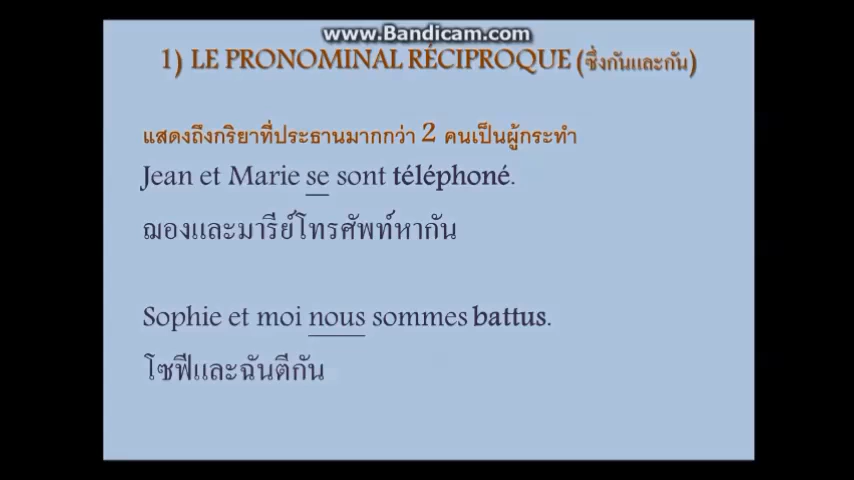 www.Bandicam.com
1) LE PRONOMINAL RÉCIPROQUE (ซึ่งกันและกัน)
แสดงถึงกริยาที่ประธานมากกว่า 2 คนเป็นผู้กระทำ
Jean et Marie se sont téléphoné.
ฌองและมารีย์โทรศัพท์หากัน
Sophie et moi nous sommes battus.
โซฟีและฉันตีกัน